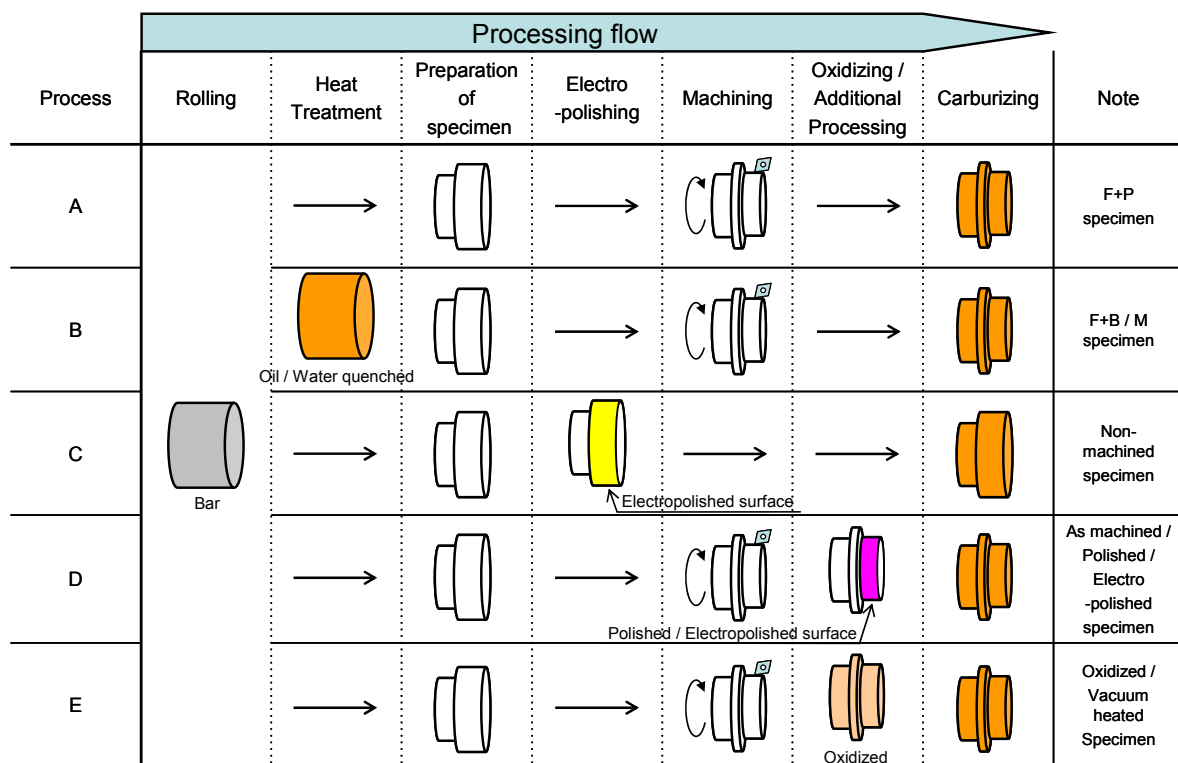 Processing flow
Process
Rolling
Heat
Treatment
Preparation
of
specimen
Electro
-polishing
Machining
Oxidizing /
Additional
Processing
Carburizing
Note
A
F+P
specimen
B
Oil / Water quenched
F+B / M
specimen
C
Bar
Electropolished surface
Non-
machined
specimen
D
Polished / Electropolished surface
As machined /
Polished /
Electro
-polished
specimen
E
Oxidized
Oxidized /
Vacuum
heated
Specimen